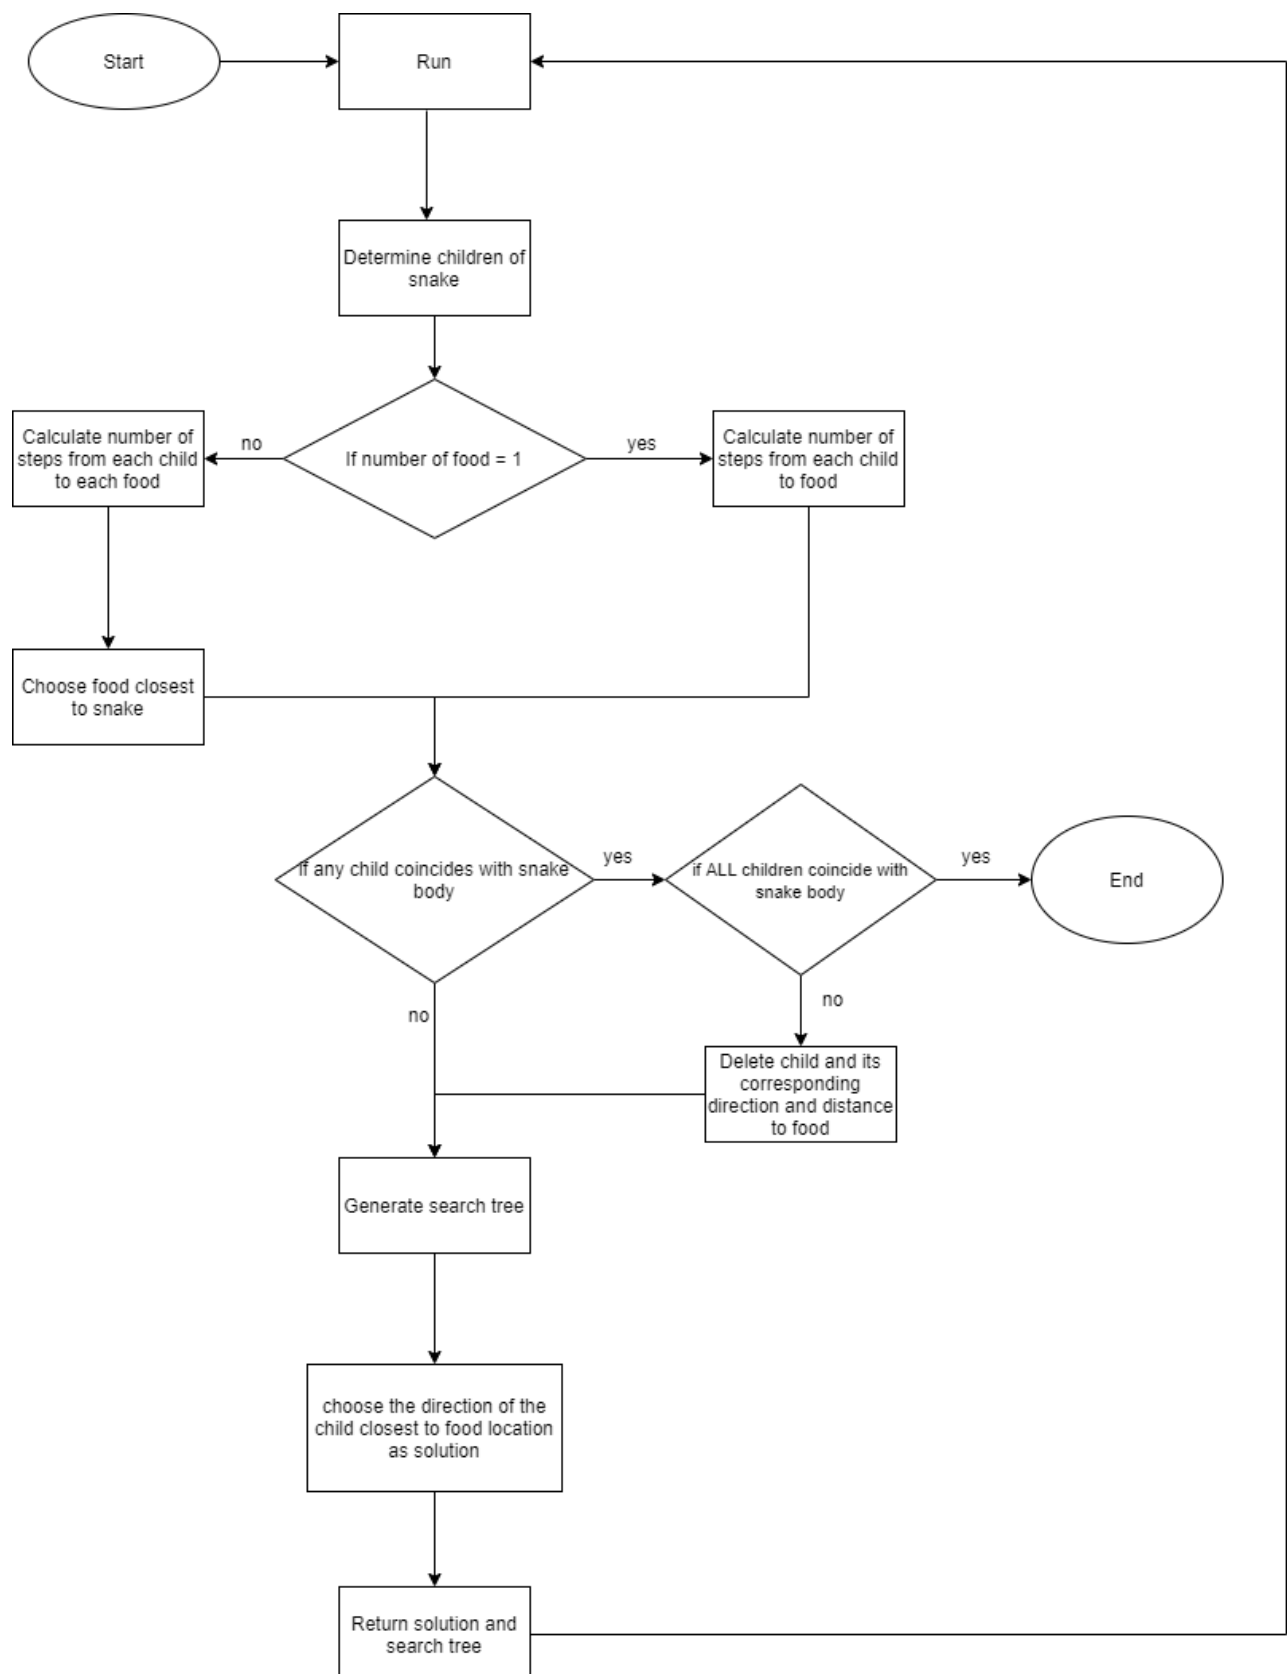 Start
Run
Determine children of
snake
Calculate number of
steps from each child
to each food
no
If number of food = 1
yes
Calculate number of
steps from each child
to food
Choose food closest
to snake
if any child coincides with snake
body
yes
if ALL children coincide with
snake body
yes
End
no
no
Delete child and its
corresponding
direction and distance
to food
Generate search tree
choose the direction of the
child closest to food location
as solution
Return solution and
search tree